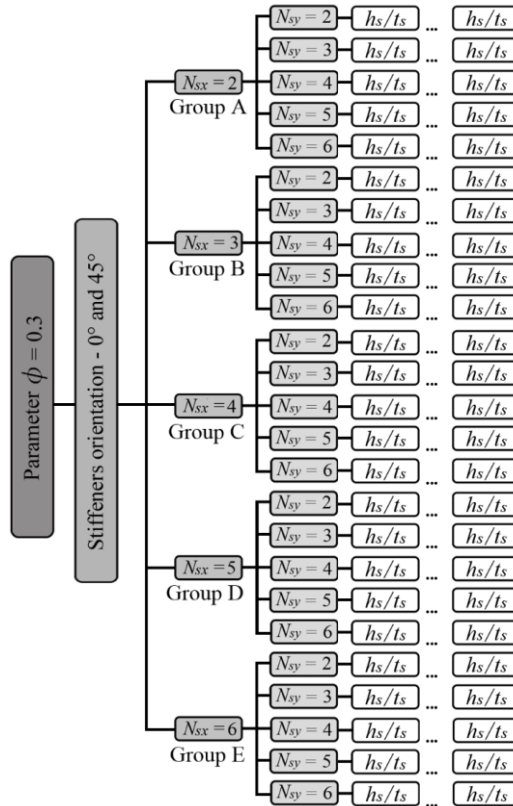 Parameter ϕ = 0.3
Stiffeners orientation - 0° and 45°
Nsx = 2
Group A
Nsy = 2 hs/ts ... hs/ts
Nsy = 3 hs/ts ... hs/ts
Nsy = 4 hs/ts ... hs/ts
Nsy = 5 hs/ts ... hs/ts
Nsy = 6 hs/ts ... hs/ts
Nsx = 3
Group B
Nsy = 2 hs/ts ... hs/ts
Nsy = 3 hs/ts ... hs/ts
Nsy = 4 hs/ts ... hs/ts
Nsy = 5 hs/ts ... hs/ts
Nsy = 6 hs/ts ... hs/ts
Nsx = 4
Group C
Nsy = 2 hs/ts ... hs/ts
Nsy = 3 hs/ts ... hs/ts
Nsy = 4 hs/ts ... hs/ts
Nsy = 5 hs/ts ... hs/ts
Nsy = 6 hs/ts ... hs/ts
Nsx = 5
Group D
Nsy = 2 hs/ts ... hs/ts
Nsy = 3 hs/ts ... hs/ts
Nsy = 4 hs/ts ... hs/ts
Nsy = 5 hs/ts ... hs/ts
Nsy = 6 hs/ts ... hs/ts
Nsx = 6
Group E
Nsy = 2 hs/ts ... hs/ts
Nsy = 3 hs/ts ... hs/ts
Nsy = 4 hs/ts ... hs/ts
Nsy = 5 hs/ts ... hs/ts
Nsy = 6 hs/ts ... hs/ts